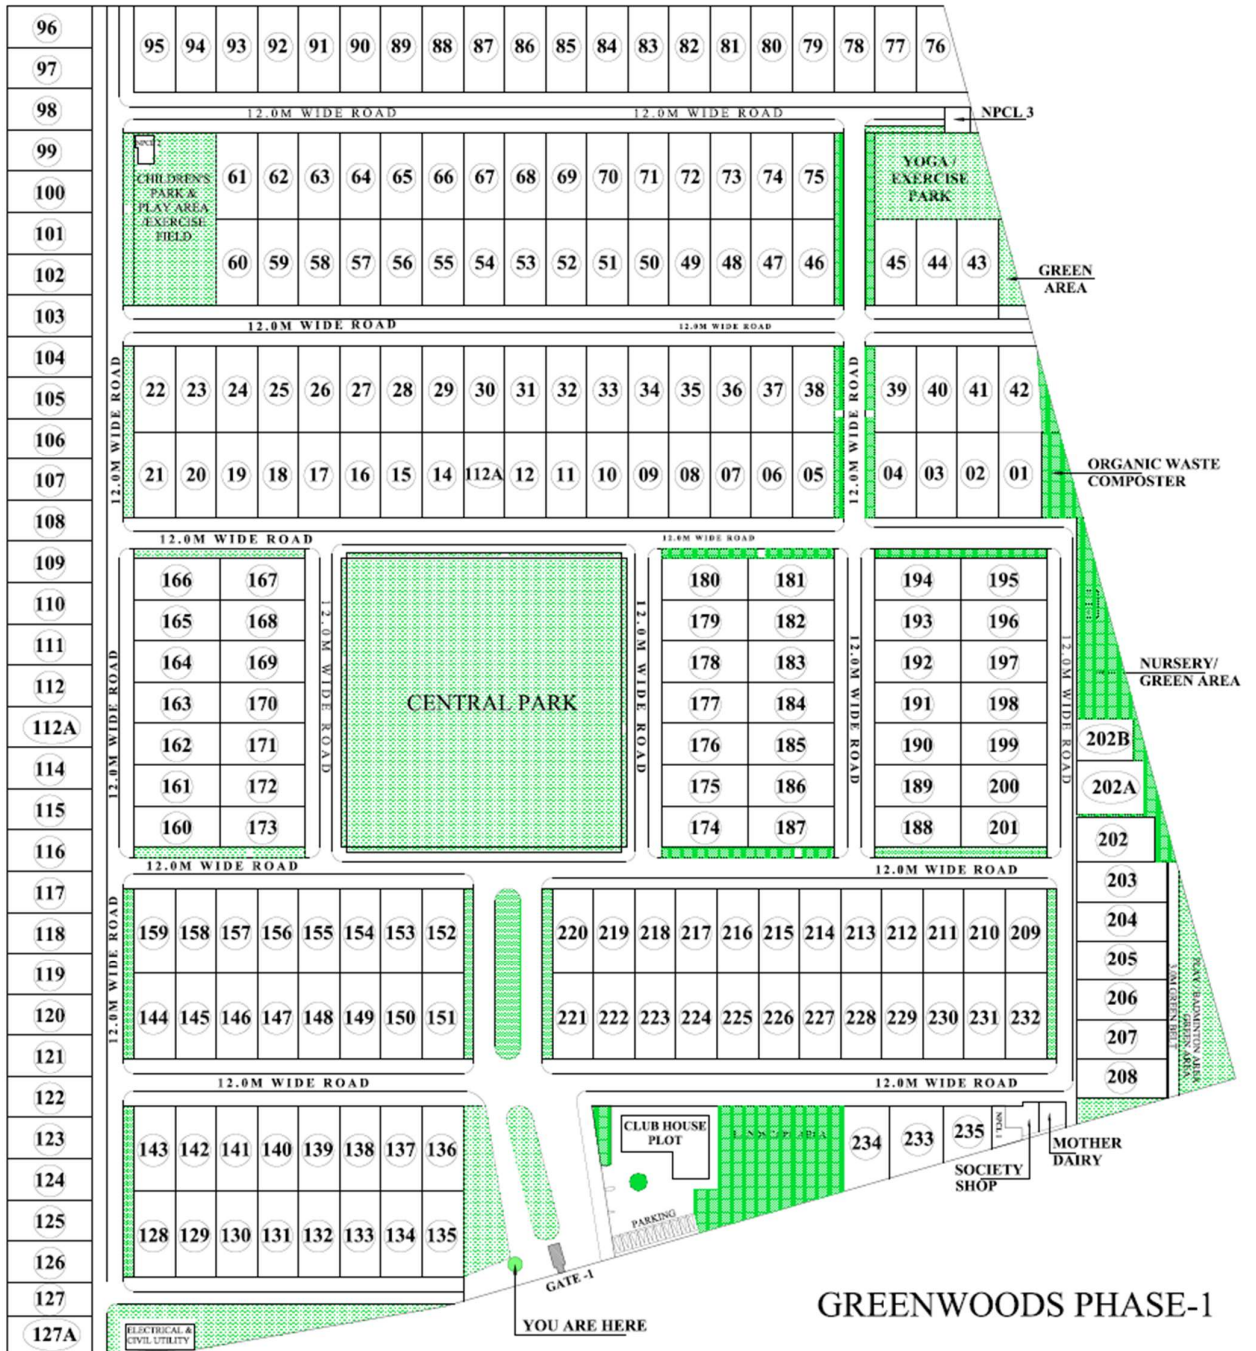 96
95 94 93 92 91 90 89 88 87 86 85 84 83 82 81 80 79 78 77 76
97
98
12.0M WIDE ROAD
12.0M WIDE ROAD
NPCL 3
99
NPCL 2
YOGA /
EXERCISE
PARK
CHILDREN'S
PARK &
PLAY AREA
/EXERCISE
FIELD
61 62 63 64 65 66 67 68 69 70 71 72 73 74 75
100
101
60 59 58 57 56 55 54 53 52 51 50 49 48 47 46 45 44 43
102
GREEN
AREA
103
12.0M WIDE ROAD
12.0M WIDE ROAD
104
12.0M WIDE ROAD
12.0M WIDE ROAD
22 23 24 25 26 27 28 29 30 31 32 33 34 35 36 37 38 39 40 41 42
105
106
21 20 19 18 17 16 15 14 112A 12 11 10 09 08 07 06 05 04 03 02 01
107
ORGANIC WASTE
COMPOSTER
108
12.0M WIDE ROAD
12.0M WIDE ROAD
109
166 167 180 181 194 195
110
165 168 179 182 193 196
111
12.0M WIDE ROAD
12.0M WIDE ROAD
12.0M WIDE ROAD
12.0M WIDE ROAD
12.0M WIDE ROAD
164 169 178 183 192 197
NURSERY/
GREEN AREA
112
163 170 177 184 191 198
CENTRAL PARK
112A
162 171 176 185 190 199 202B
114
161 172 175 186 189 200 202A
115
160 173 174 187 188 201 202
116
12.0M WIDE ROAD
12.0M WIDE ROAD
117
203
118
12.0M WIDE ROAD
159 158 157 156 155 154 153 152 220 219 218 217 216 215 214 213 212 211 210 209
204
119
205
120
206
3.0M GREEN BELT
PLAY / BADMINTON AREA
GREEN AREA
144 145 146 147 148 149 150 151 221 222 223 224 225 226 227 228 229 230 231 232
121
207
12.0M WIDE ROAD
12.0M WIDE ROAD
208
122
123
143 142 141 140 139 138 137 136
CLUB HOUSE
PLOT
LANDSCAPE AREA
234 233 235
NPCL 1
MOTHER
DAIRY
SOCIETY
SHOP
124
125
PARKING
128 129 130 131 132 133 134 135
126
GATE -1
127
YOU ARE HERE
GREENWOODS PHASE-1
127A
ELECTRICAL &
CIVIL UTILITY